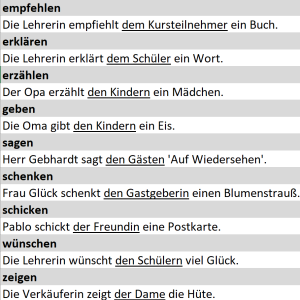 empfehlen
Die Lehrerin empfiehlt dem Kursteilnehmer ein Buch.
erklären
Die Lehrerin erklärt dem Schüler ein Wort.
erzählen
Der Opa erzählt den Kindern ein Mädchen.
geben
Die Oma gibt den Kindern ein Eis.
sagen
Herr Gebhardt sagt den Gästen 'Auf Wiedersehen'.
schenken
Frau Glück schenkt den Gastgeberin einen Blumenstrauß.
schicken
Pablo schickt der Freundin eine Postkarte.
wünschen
Die Lehrerin wünscht den Schülern viel Glück.
zeigen
Die Verkäuferin zeigt der Dame die Hüte.